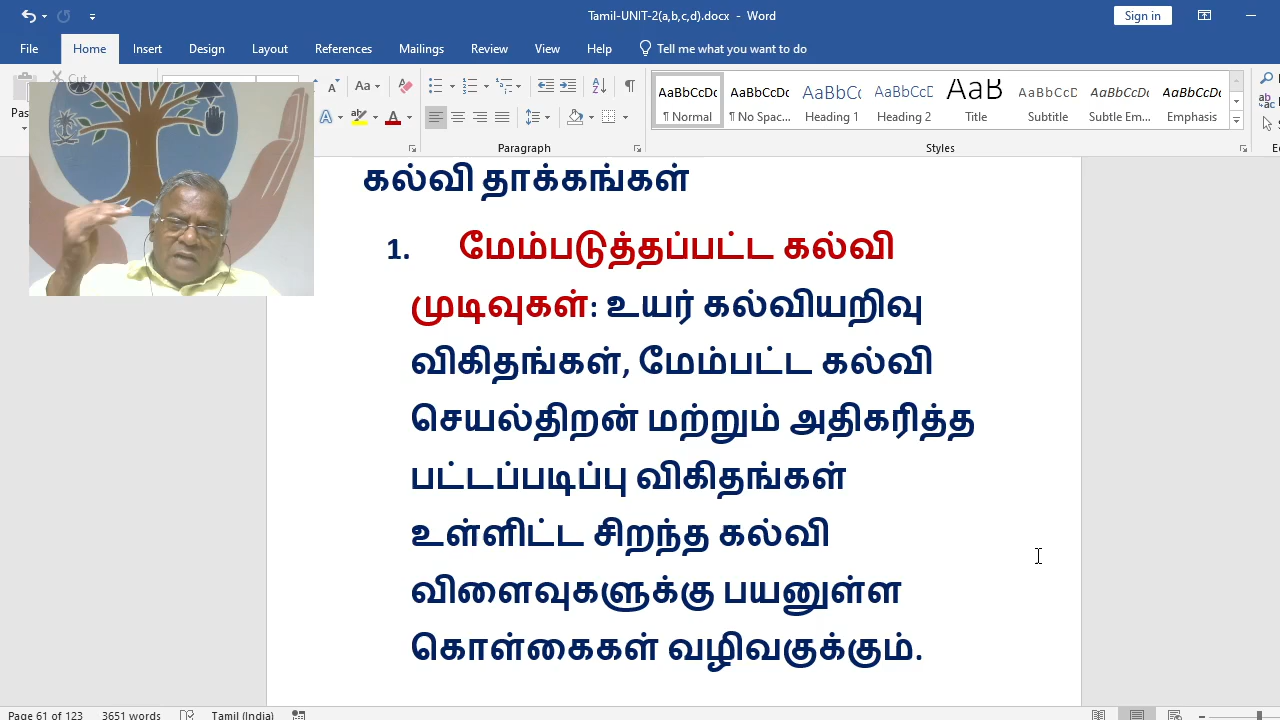 Tamil-UNIT-2(a,b,c,d).docx - Word
Sign in
File Home Insert Design Layout References Mailings Review View Help Tell me what you want to do
Cut
Aa
AaBbCcDc AaBbCcDc AaBbCc AaBbCcD AaB AaBbCcD AaBbCcDc AaBbCcDc
¶ Normal ¶ No Spac... Heading 1 Heading 2 Title Subtitle Subtle Em... Emphasis
Paragraph Styles
கல்வி தாக்கங்கள்
1. மேம்படுத்தப்பட்ட கல்வி
முடிவுகள்: உயர் கல்வியறிவு
விகிதங்கள், மேம்பட்ட கல்வி
செயல்திறன் மற்றும் அதிகரித்த
பட்டப்படிப்பு விகிதங்கள்
உள்ளிட்ட சிறந்த கல்வி
விளைவுகளுக்கு பயனுள்ள
கொள்கைகள் வழிவகுக்கும்.
Page 61 of 123 3651 words Tamil (India)